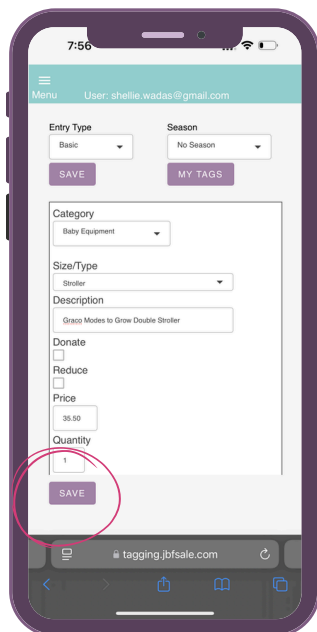 7:56
Menu User: shellie.wadas@gmail.com
Entry Type Season
Basic No Season
SAVE MY TAGS
Category
Baby Equipment
Size/Type
Stroller
Description
Graco Modes to Grow Double Stroller
Donate
Reduce
Price
35.50
Quantity
1
SAVE
tagging.jbfsale.com